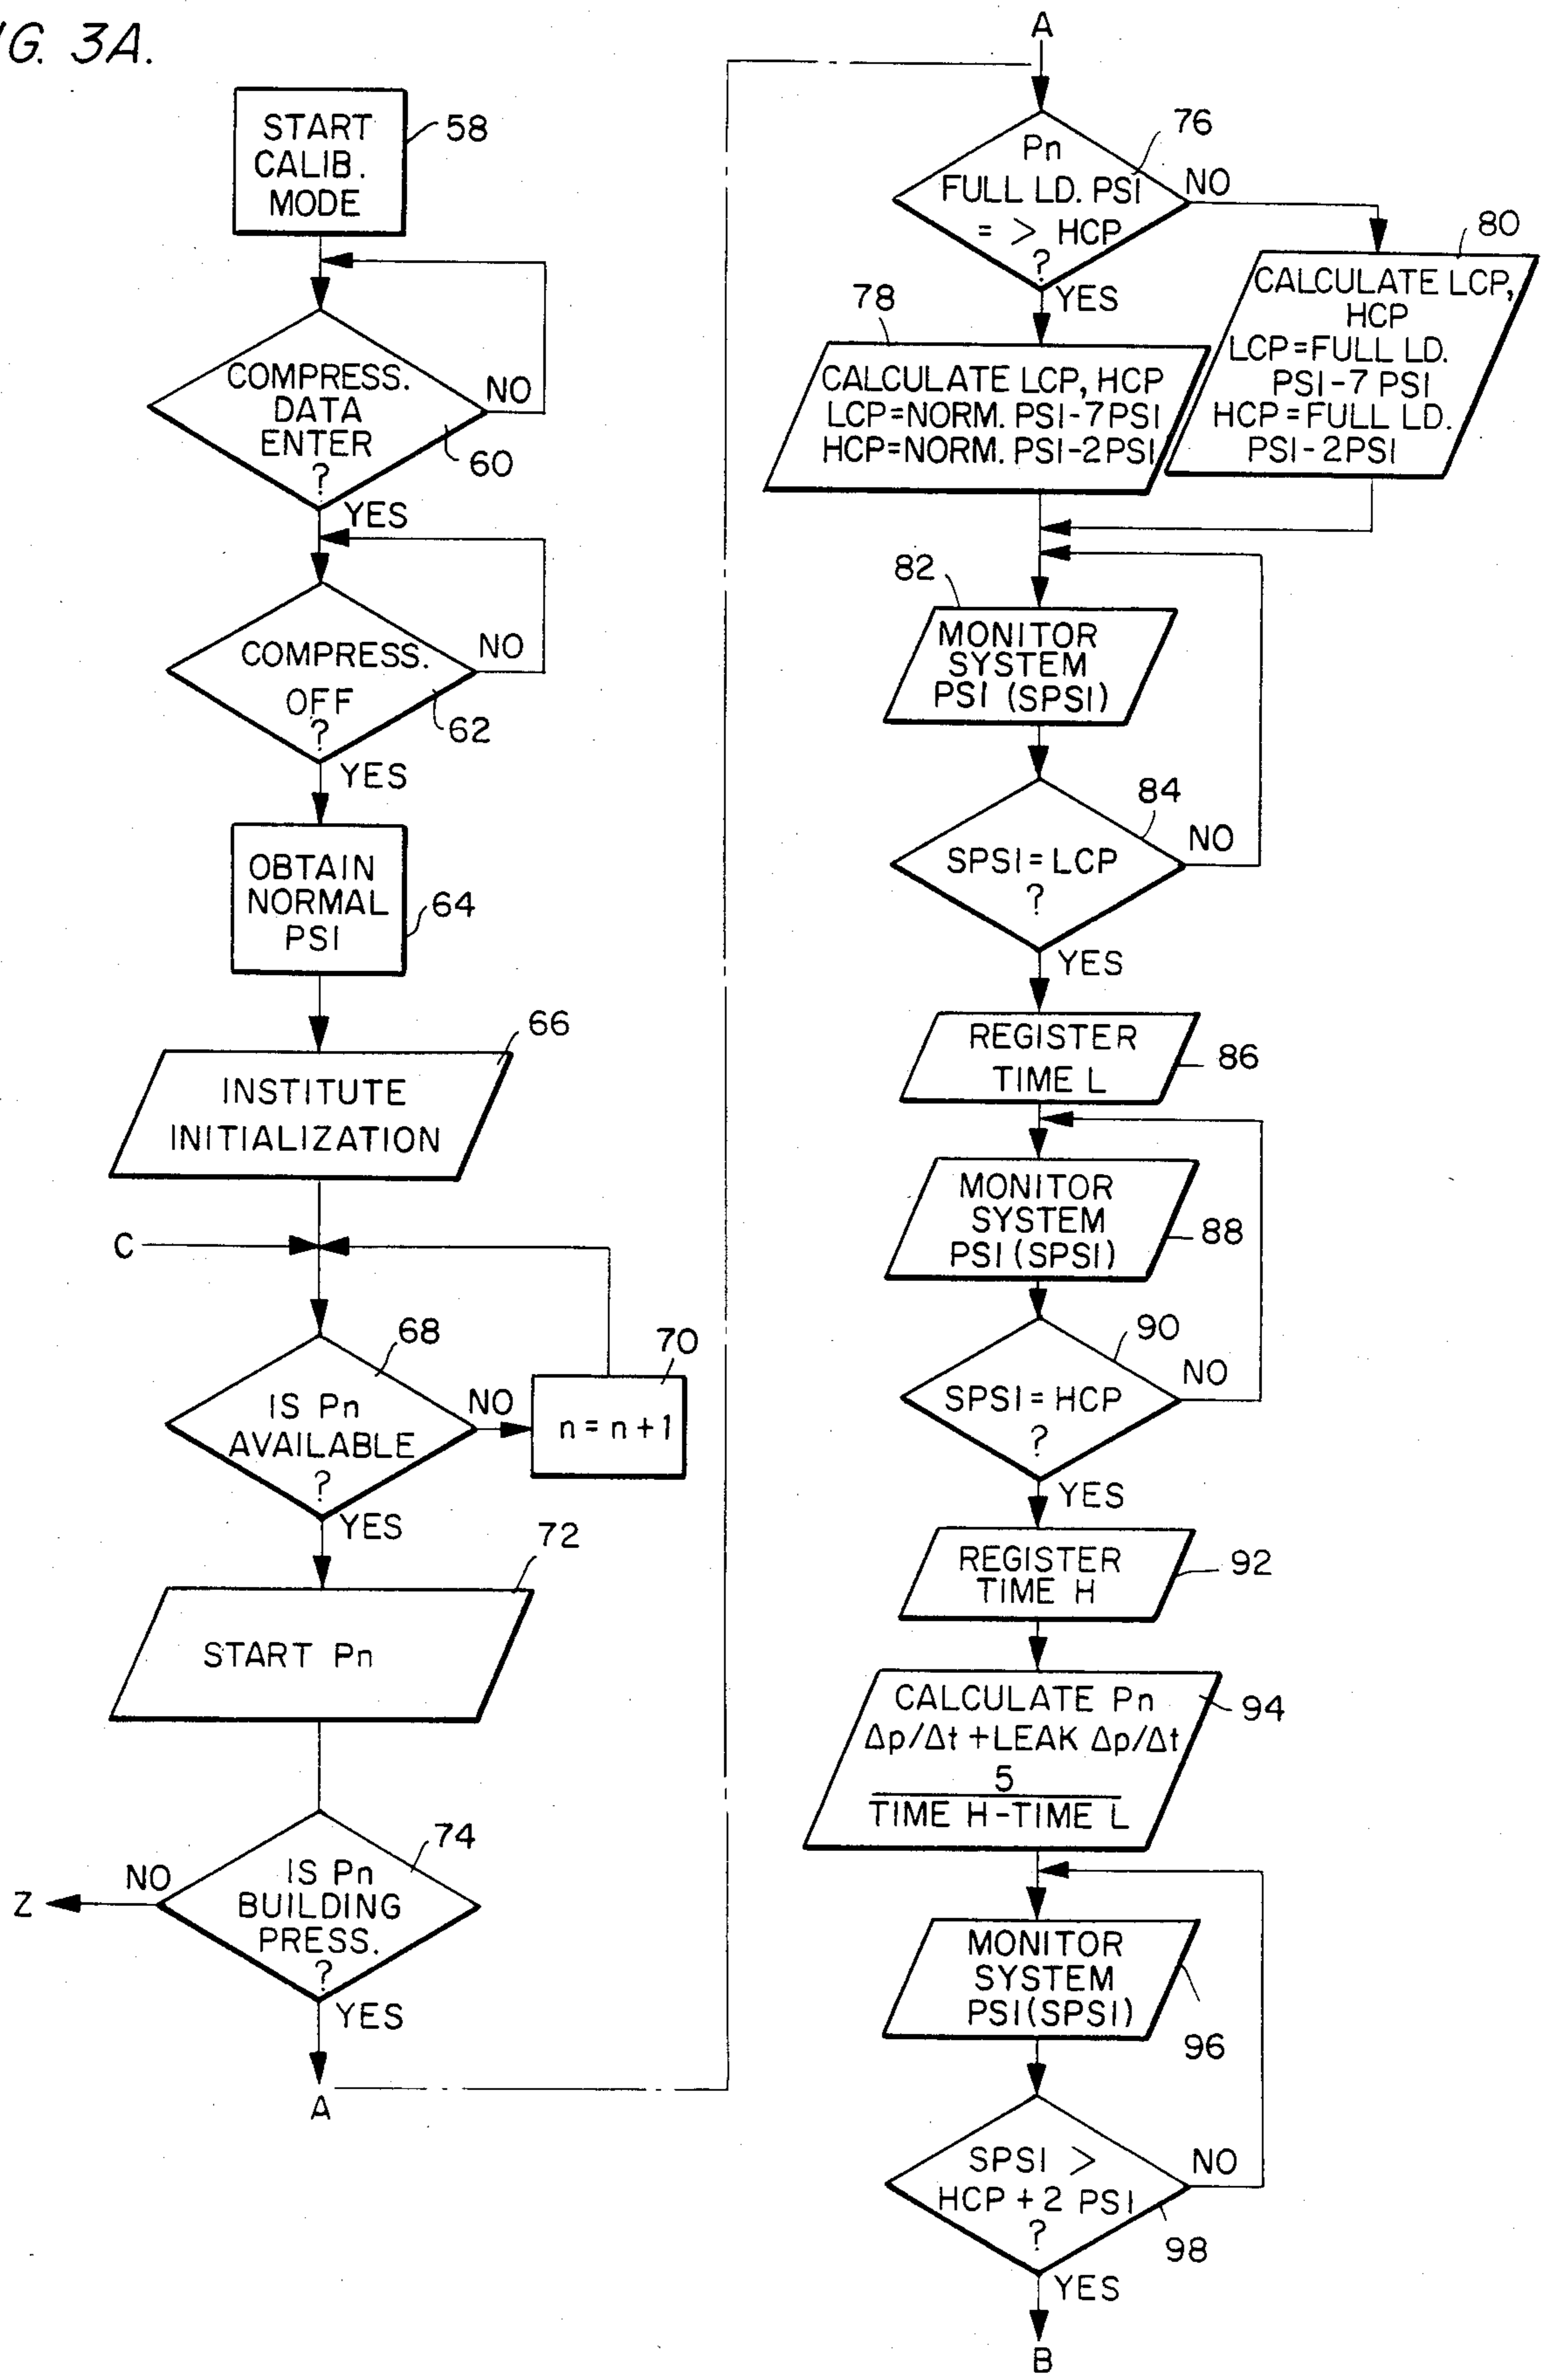 G. 3A.
START
CALIB.
MODE
58
COMPRESS.
DATA
ENTER
?
NO
60
YES
COMPRESS.
OFF
?
NO
62
YES
OBTAIN
NORMAL
PSI
64
66
INSTITUTE
INITIALIZATION
C
68
IS Pn
AVAILABLE
?
NO
70
n = n + 1
YES
72
START Pn
74
IS Pn
BUILDING
PRESS.
?
NO
Z
YES
A
A
76
Pn
FULL LD. PSI
= > HCP
?
NO
YES
78
CALCULATE LCP, HCP
LCP=NORM. PSI-7PSI
HCP=NORM. PSI-2PSI
80
CALCULATE LCP,
HCP
LCP=FULL LD.
PSI-7 PSI
HCP=FULL LD.
PSI-2PSI
82
MONITOR
SYSTEM
PSI (SPSI)
84
SPSI = LCP
?
NO
YES
REGISTER
TIME L
86
MONITOR
SYSTEM
PSI (SPSI)
88
90
SPSI = HCP
?
NO
YES
REGISTER
TIME H
92
CALCULATE Pn
Δp/Δt + LEAK Δp/Δt
5
TIME H - TIME L
94
MONITOR
SYSTEM
PSI(SPSI)
96
SPSI >
HCP + 2 PSI
?
NO
98
YES
B